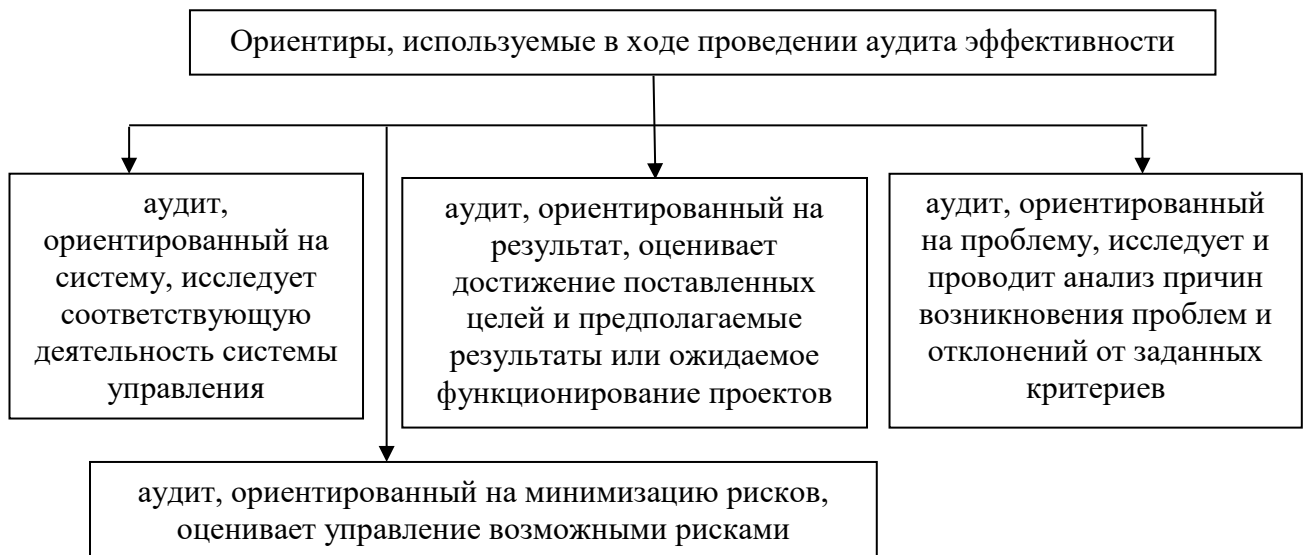 Ориентиры, используемые в ходе проведении аудита эффективности
аудит,
ориентированный на
систему, исследует
соответствующую
деятельность системы
управления
аудит, ориентированный на
результат, оценивает
достижение поставленных
целей и предполагаемые
результаты или ожидаемое
функционирование проектов
аудит, ориентированный
на проблему, исследует и
проводит анализ причин
возникновения проблем и
отклонений от заданных
критериев
аудит, ориентированный на минимизацию рисков,
оценивает управление возможными рисками